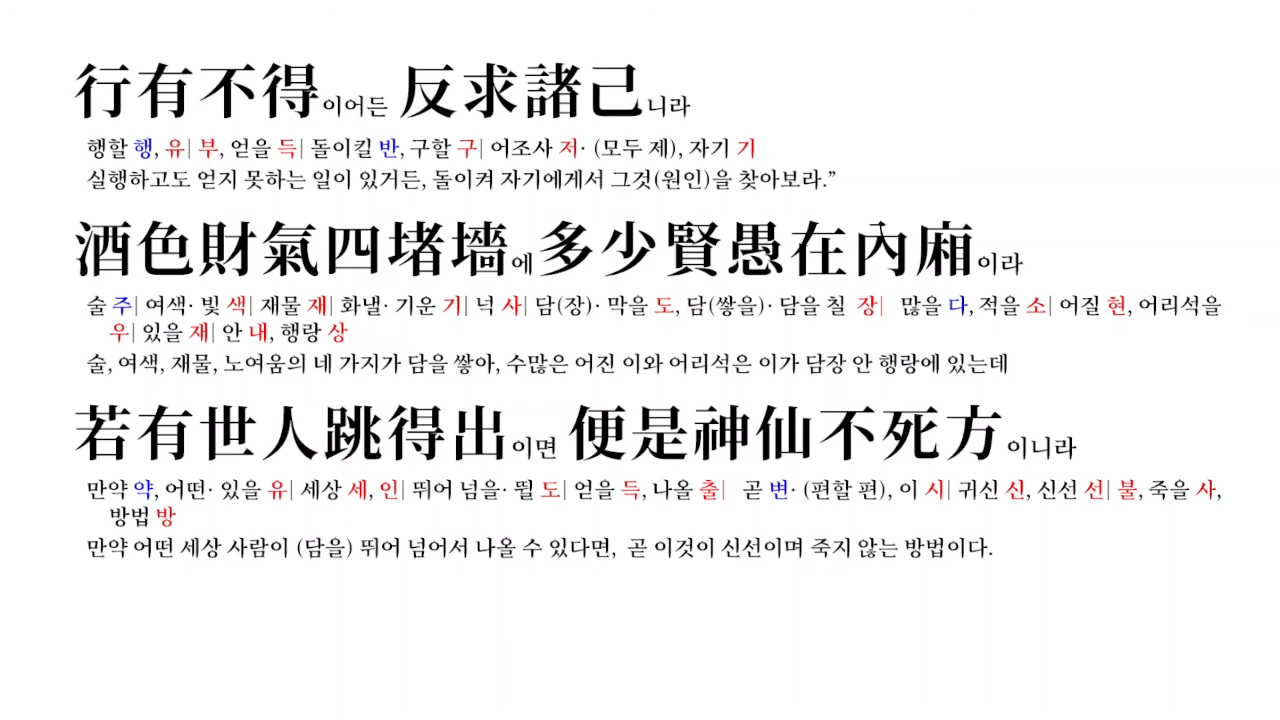 行有不得이어든 反求諸己니라
행할 행, 유| 부, 얻을 득| 돌이킬 반, 구할 구| 어조사 저· (모두 제), 자기 기
실행하고도 얻지 못하는 일이 있거든, 돌이켜 자기에게서 그것(원인)을 찾아보라.”
酒色財氣四堵墻에多少賢愚在內廂이라
술 주| 여색· 빛 색| 재물 재| 화낼· 기운 기| 넉 사| 담(장)· 막을 도, 담(쌓을)· 담을 칠 장| 많을 다, 적을 소| 어질 현, 어리석을
우| 있을 재| 안 내, 행랑 상
술, 여색, 재물, 노여움의 네 가지가 담을 쌓아, 수많은 어진 이와 어리석은 이가 담장 안 행랑에 있는데
若有世人跳得出이면 便是神仙不死方이니라
만약 약, 어떤· 있을 유| 세상 세, 인| 뛰어 넘을· 뛸 도| 얻을 득, 나올 출| 곧 변· (편할 편), 이 시| 귀신 신, 신선 선| 불, 죽을 사,
방법 방
만약 어떤 세상 사람이 (담을) 뛰어 넘어서 나올 수 있다면, 곧 이것이 신선이며 죽지 않는 방법이다.